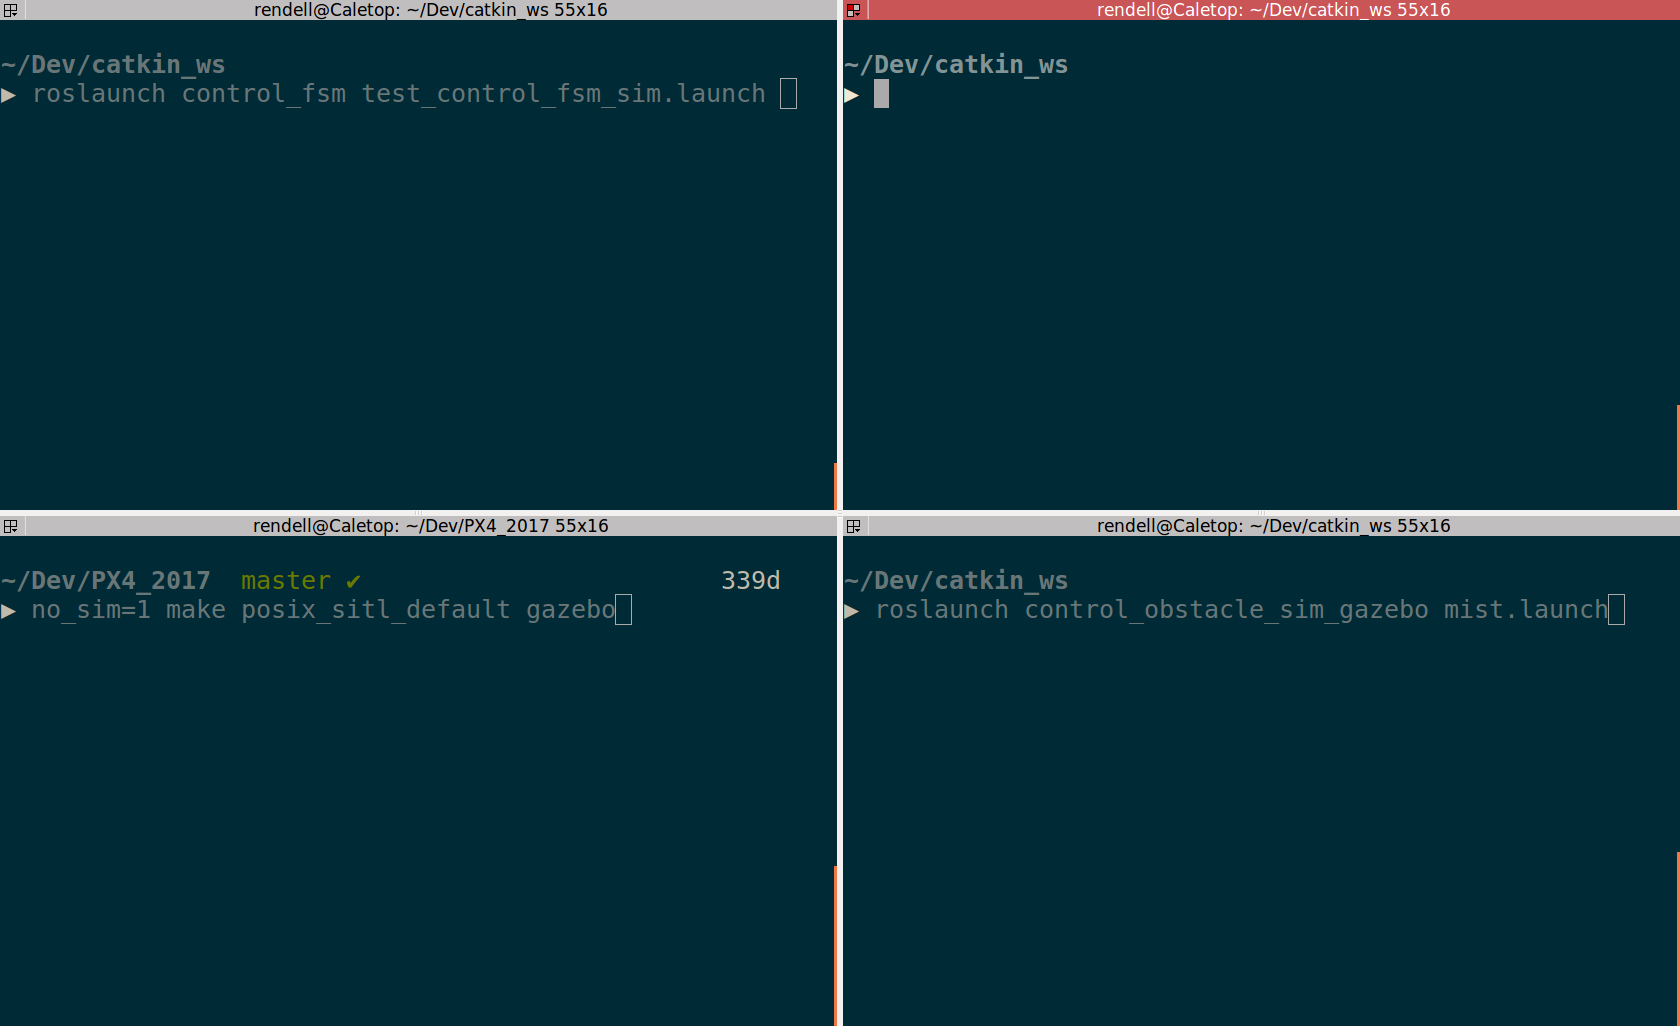 rendell@Caletop: ~/Dev/catkin_ws 55x16
~/Dev/catkin_ws
▶ roslaunch control_fsm test_control_fsm_sim.launch
rendell@Caletop: ~/Dev/catkin_ws 55x16
~/Dev/catkin_ws
▶
rendell@Caletop: ~/Dev/PX4_2017 55x16
~/Dev/PX4_2017  master ✔ 339d
▶ no_sim=1 make posix_sitl_default gazebo
rendell@Caletop: ~/Dev/catkin_ws 55x16
~/Dev/catkin_ws
▶ roslaunch control_obstacle_sim_gazebo mist.launch